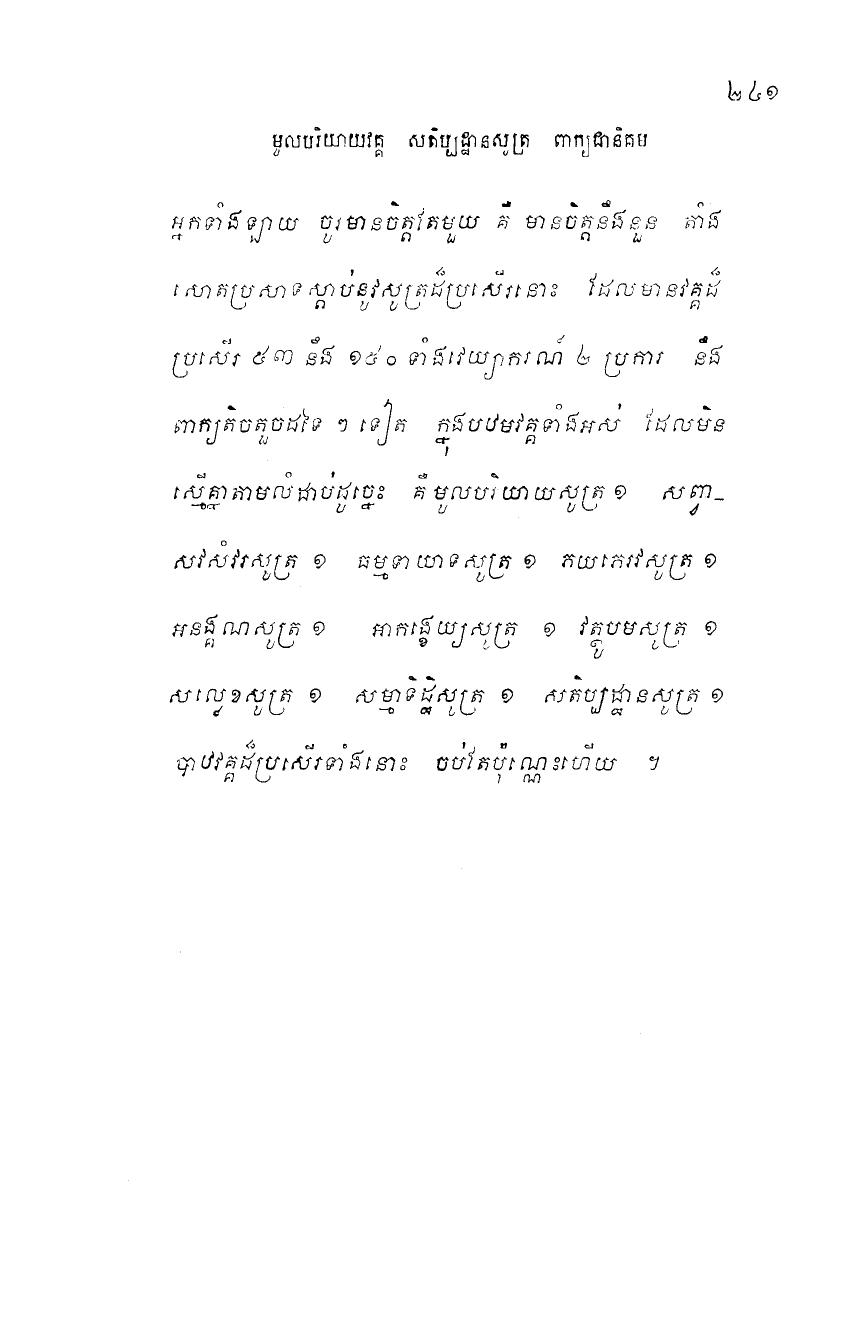 ២៤១
មូលបរិយាយវគ្គ សតិប្បដ្ឋានសូត្រ ពាក្យជានិគម
អ្នកទាំងឡាយ ចូរមានចិត្តតែមួយ គឺ មានចិត្តនឹងនួន តាំង
សោតប្រសាទស្តាប់នូវសូត្រដ៏ប្រសើរនោះ ដែលមានវគ្គដ៏
ប្រសើរ ៥៣ នឹង ១៥០ ទាំងវេយ្យាករណ៍ ២ ប្រការ នឹង
ពាក្យតិចតួចដទៃ ៗ ទៀត ក្នុងបឋមវគ្គទាំងអស់ ដែលមិន
ស្មើគ្នាតាមលំដាប់ដូច្នេះ គឺមូលបរិយាយសូត្រ ១ សព្វា-
សវសំវរសូត្រ ១ ធម្មទាយាទសូត្រ ១ ភយភេរវសូត្រ ១
អនង្គណសូត្រ ១ អាកង្ខេយ្យសូត្រ ១ វត្ថូបមសូត្រ ១
សល្លេខសូត្រ ១ សម្មាទិដ្ឋិសូត្រ ១ សតិប្បដ្ឋានសូត្រ ១
បាឋវគ្គដ៏ប្រសើរទាំងនោះ ចប់តែប៉ុណ្ណេះហើយ ។